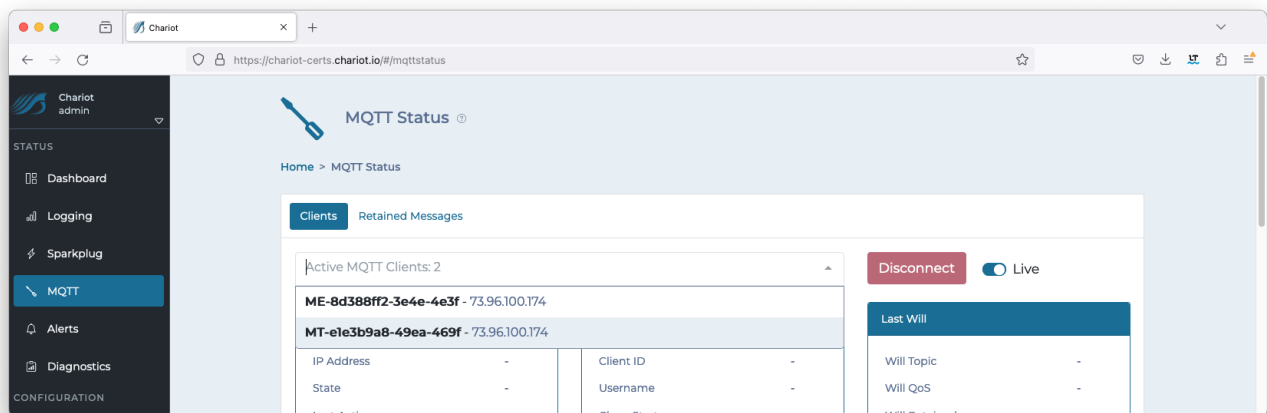 Chariot
https://chariot-certs.chariot.io/#/mqttstatus
Chariot
admin
STATUS
Dashboard
Logging
Sparkplug
MQTT
Alerts
Diagnostics
CONFIGURATION
MQTT Status
Home > MQTT Status
Clients Retained Messages
Active MQTT Clients: 2
Disconnect Live
ME-8d388ff2-3e4e-4e3f - 73.96.100.174
MT-e1e3b9a8-49ea-469f - 73.96.100.174
IP Address -
State -
Client ID -
Username -
Last Will
Will Topic -
Will QoS -